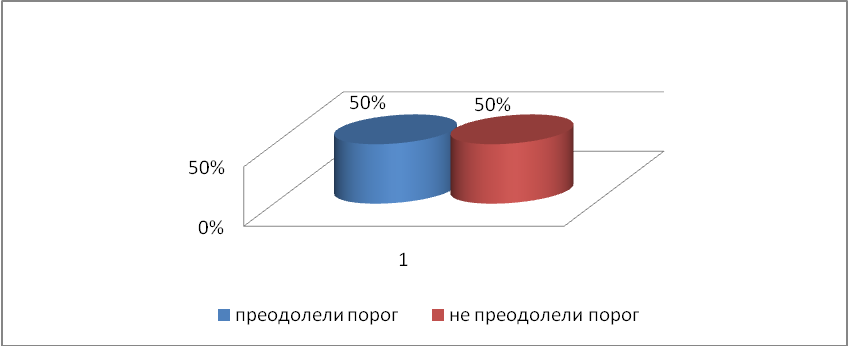 50% 50%
50%
0%
1
преодолели порог не преодолели порог